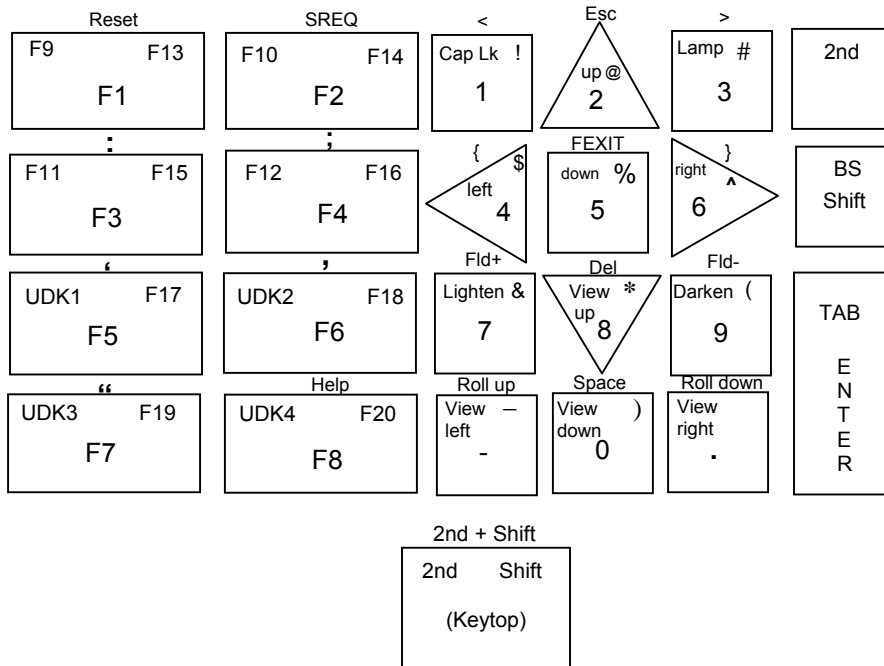 Reset SREQ < Esc >
F9 F13 F10 F14 Cap Lk ! up @ Lamp # 2nd
F1 F2 1 2 3
: ; { FEXIT }
F11 F15 F12 F16 left $ down % right ^ BS
F3 F4 4 5 6 Shift
‘ ’ Fld+ Del Fld-
UDK1 F17 UDK2 F18 Lighten & View * Darken ( TAB
up
F5 F6 7 8 9
“ Help Roll up Space Roll down
UDK3 F19 UDK4 F20 View – View ) View ENTER
left down right
F7 F8 - 0 .
2nd + Shift
2nd Shift
(Keytop)